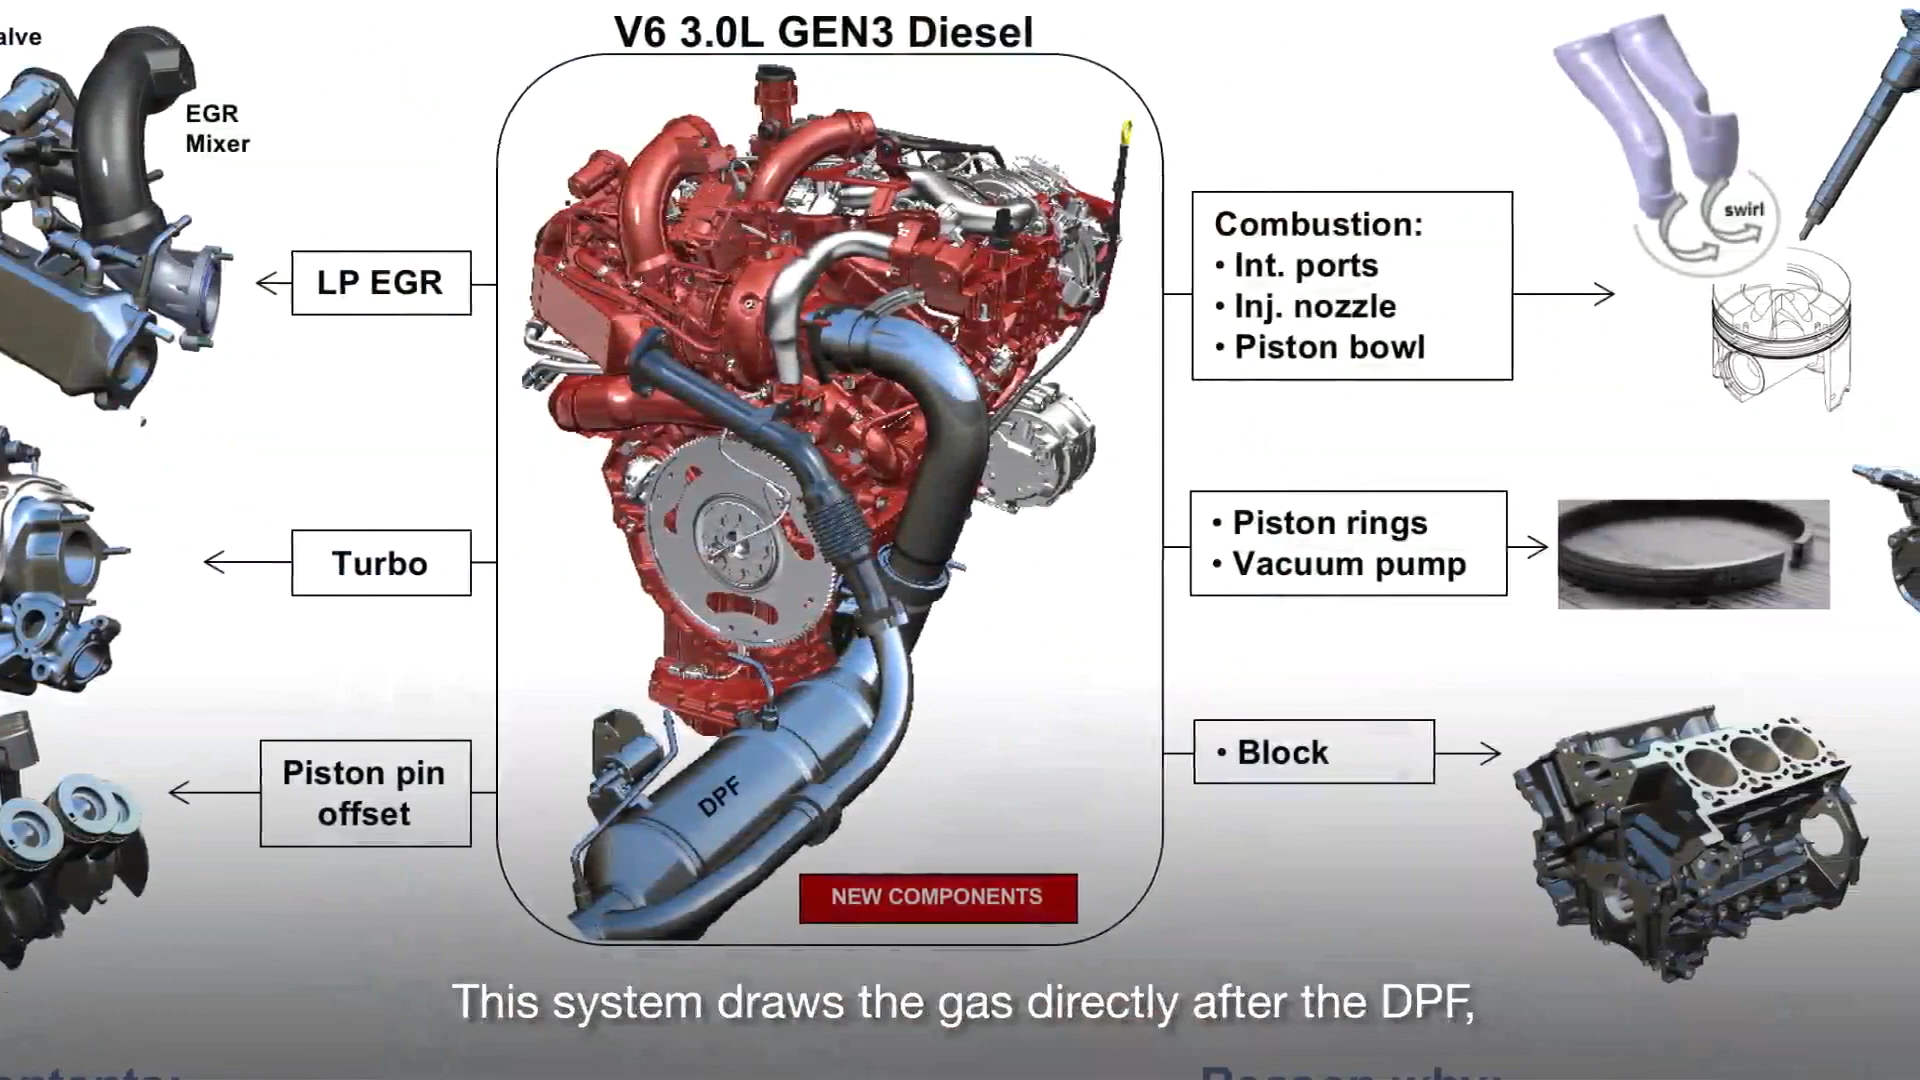 V6 3.0L GEN3 Diesel
alve
EGR
Mixer
LP EGR
Turbo
Piston pin
offset
DPF
NEW COMPONENTS
Combustion:
• Int. ports
• Inj. nozzle
• Piston bowl
swirl
• Piston rings
• Vacuum pump
• Block
This system draws the gas directly after the DPF,